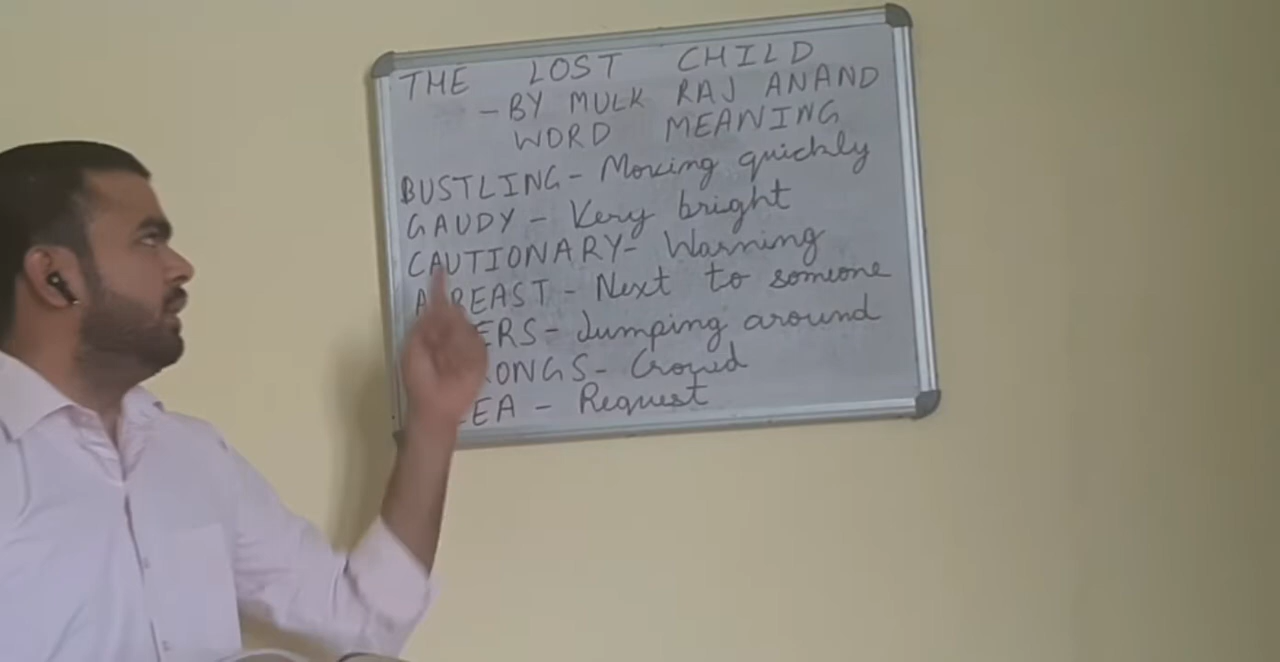 THE LOST CHILD
- BY MULK RAJ ANAND
WORD MEANING
BUSTLING - Moving quickly
GAUDY - Very bright
CAUTIONARY - Warning
- Next to someone
- Jumping around
- Crowd
- Request